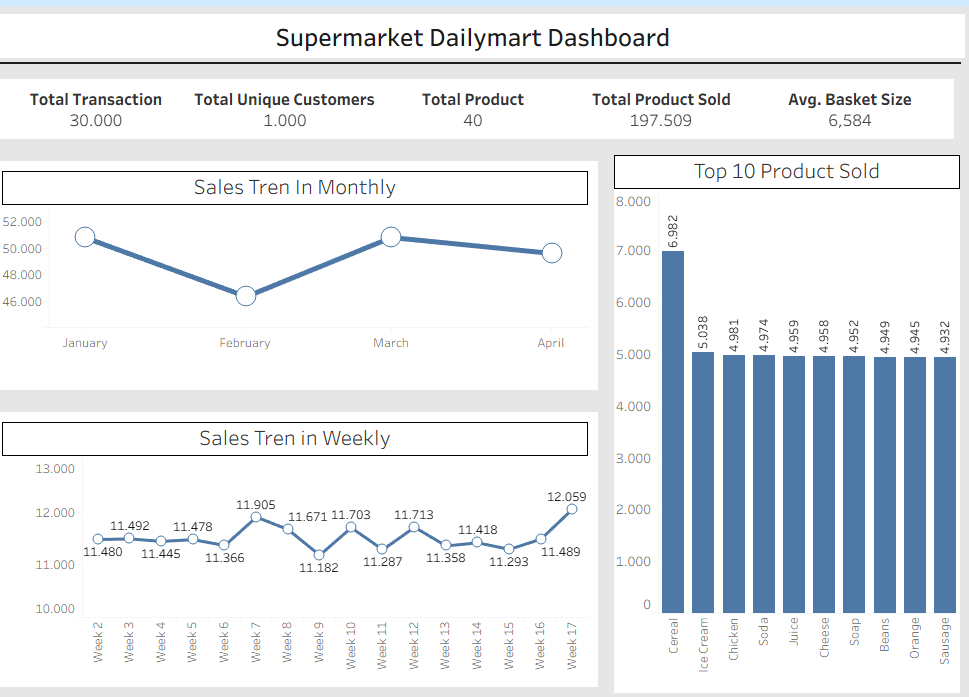 Supermarket Dailymart Dashboard
Total Transaction
30.000
Total Unique Customers
1.000
Total Product
40
Total Product Sold
197.509
Avg. Basket Size
6,584
Sales Tren In Monthly
52.000
50.000
48.000
46.000
January February March April
Sales Tren in Weekly
13.000
12.000
11.000
10.000
11.480
11.492
11.445
11.478
11.366
11.905
11.671
11.182
11.703
11.287
11.713
11.358
11.418
11.293
11.489
12.059
Week 2
Week 3
Week 4
Week 5
Week 6
Week 7
Week 8
Week 9
Week 10
Week 11
Week 12
Week 13
Week 14
Week 15
Week 16
Week 17
Top 10 Product Sold
8.000
7.000
6.000
5.000
4.000
3.000
2.000
1.000
0
6.982
5.038
4.981
4.974
4.959
4.958
4.952
4.949
4.945
4.932
Cereal
Ice Cream
Chicken
Soda
Juice
Cheese
Soap
Beans
Orange
Sausage